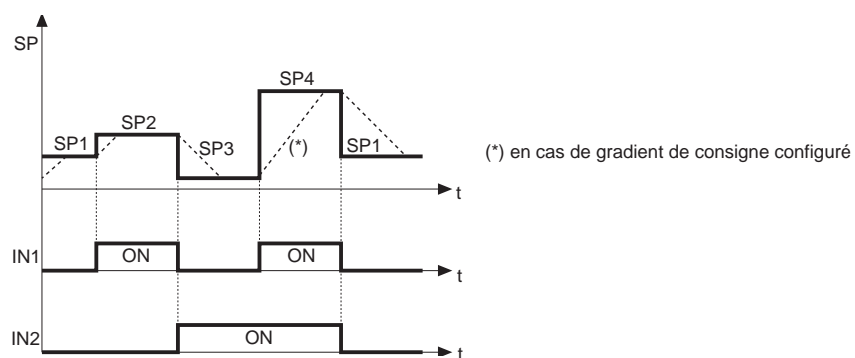 SP
SP4
SP2
SP1
SP3
(*)
SP1
(*) en cas de gradient de consigne configuré
t
IN1
ON
ON
t
IN2
ON
t